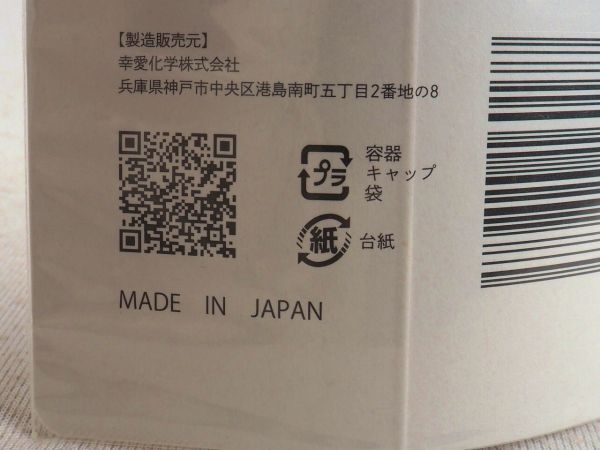 【製造販売元】
幸愛化学株式会社
兵庫県神戸市中央区港島南町五丁目2番地の8
プラ
容器
キャップ
袋
紙
台紙
MADE IN JAPAN